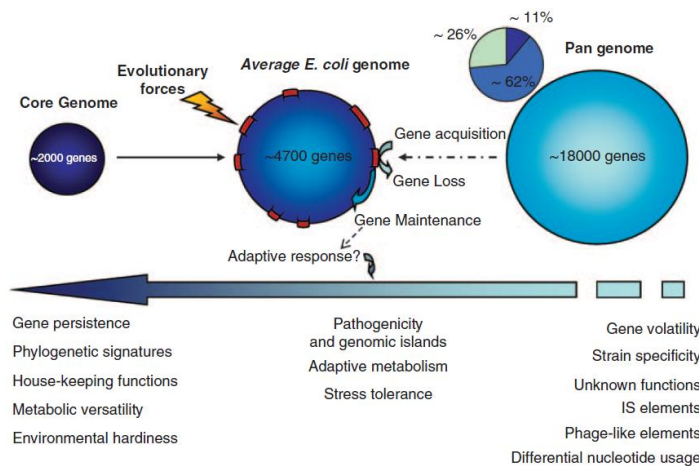 ~ 11%
~ 26%
Average E. coli genome
Pan genome
Evolutionary
forces
~ 62%
Core Genome
Gene acquisition
~2000 genes
~4700 genes
~18000 genes
Gene Loss
Gene Maintenance
Adaptive response?
Gene persistence
Phylogenetic signatures
House-keeping functions
Metabolic versatility
Environmental hardiness
Pathogenicity
and genomic islands
Adaptive metabolism
Stress tolerance
Gene volatility
Strain specificity
Unknown functions
IS elements
Phage-like elements
Differential nucleotide usage